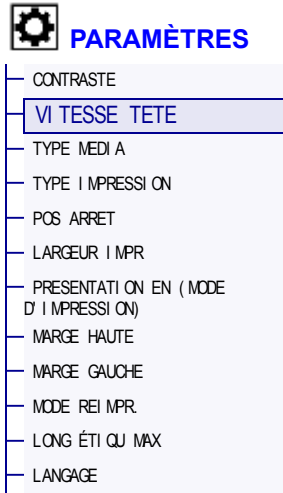 PARAMÈTRES
CONTRASTE
VITESSE TETE
TYPE MEDIA
TYPE IMPRESSION
POS ARRET
LARGEUR IMPR
PRESENTATION EN (MODE
D'IMPRESSION)
MARGE HAUTE
MARGE GAUCHE
MODE REIMPR.
LONG ÉTIQU MAX
LANGAGE